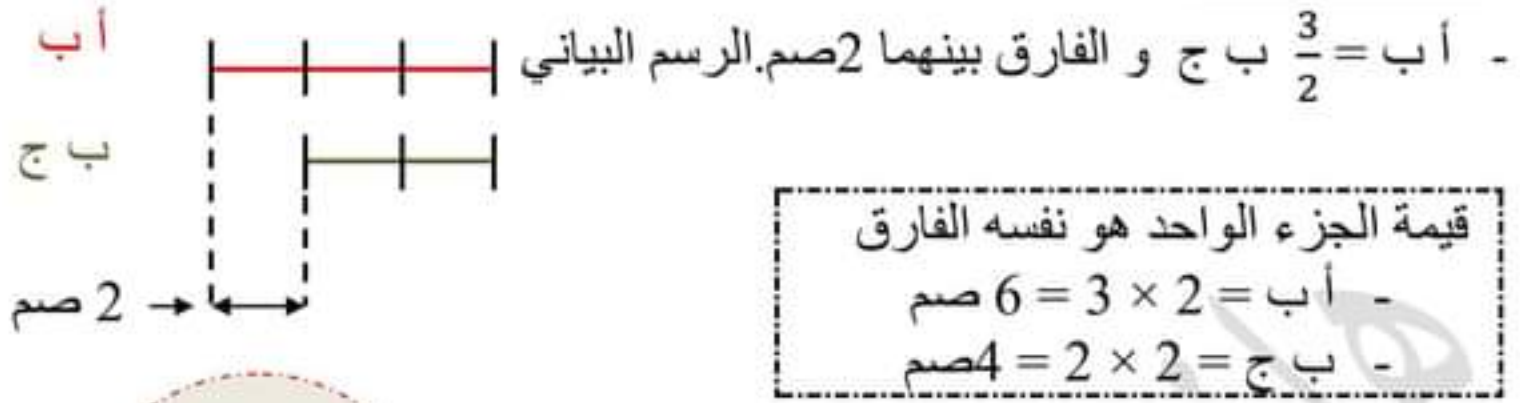 - أ ب = 3/2 ب ج و الفارق بينهما 2صم.الرسم البياني
أ ب
ب ج
2 صم
قيمة الجزء الواحد هو نفسه الفارق
- أ ب = 2 × 3 = 6 صم
- ب ج = 2 × 2 = 4صم